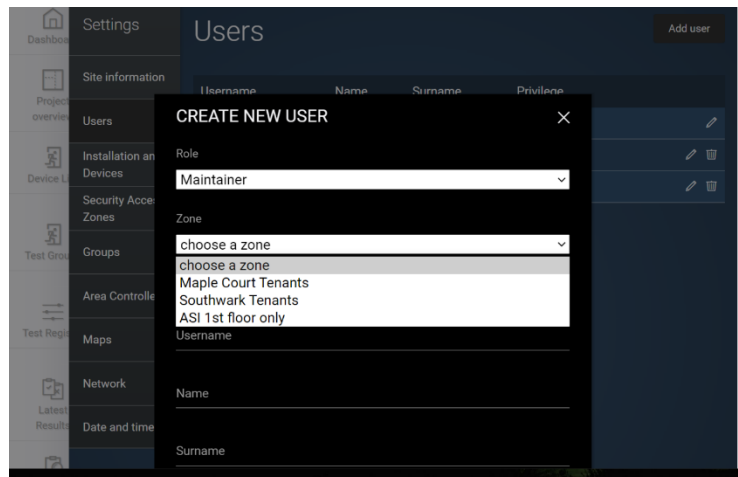 Dashboa
Settings
Users
Add user
Site information
Project
overview
Username Name Surname Privilege
Users
CREATE NEW USER
Role
Maintainer
Installation an
Devices
Device Li
Security Acce
Zones
Zone
choose a zone
choose a zone
Maple Court Tenants
Southwark Tenants
ASI 1st floor only
Groups
Test Grou
Area Controlle
Test Regis
Maps
Username
Network
Name
Latest
Results
Date and time
Surname